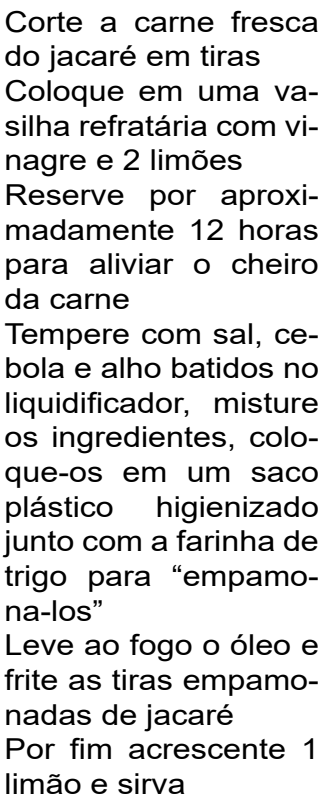 Corte a carne fresca
do jacaré em tiras
Coloque em uma va-
silha refratária com vi-
nagre e 2 limões
Reserve por aproxi-
madamente 12 horas
para aliviar o cheiro
da carne
Tempere com sal, ce-
bola e alho batidos no
liquidificador, misture
os ingredientes, colo-
que-os em um saco
plástico higienizado
junto com a farinha de
trigo para “empamo-
na-los”
Leve ao fogo o óleo e
frite as tiras empamo-
nadas de jacaré
Por fim acrescente 1
limão e sirva